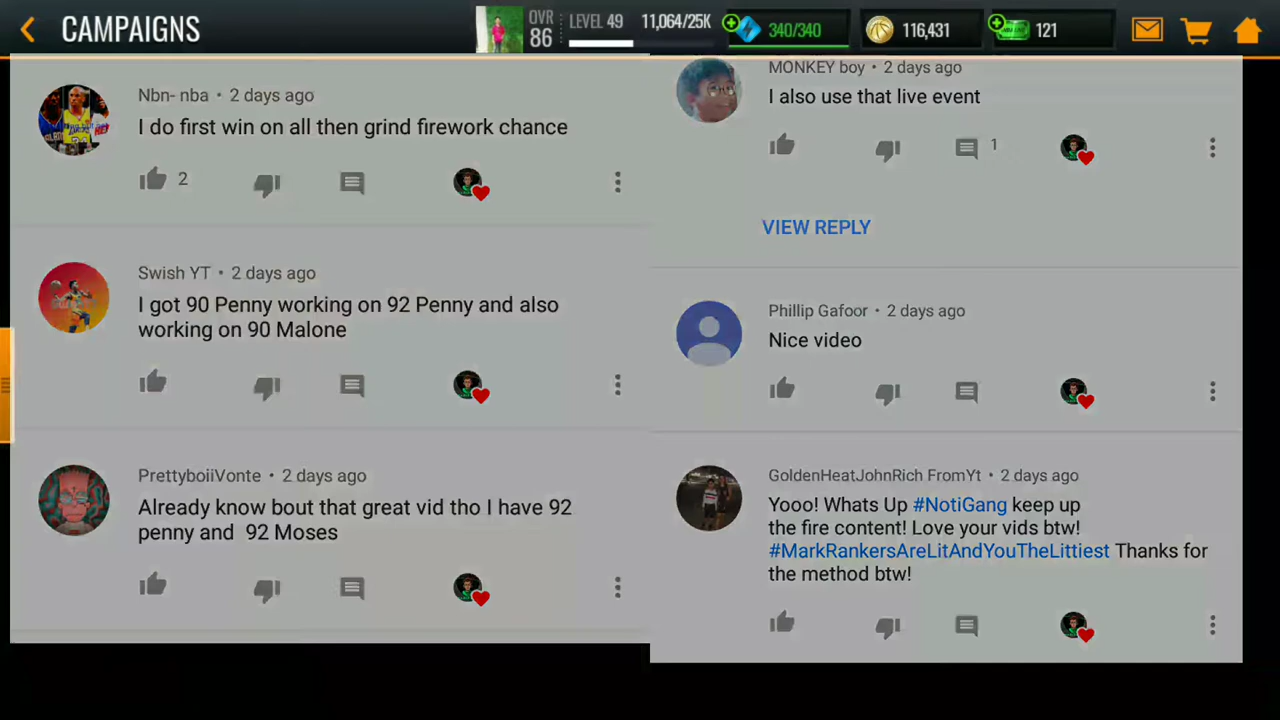 CAMPAIGNS
OVR
86
LEVEL 49
11,064/25K
340/340
116,431
121
Nbn- nba • 2 days ago
I do first win on all then grind firework chance
2
Swish YT • 2 days ago
I got 90 Penny working on 92 Penny and also
working on 90 Malone
PrettyboiiVonte • 2 days ago
Already know bout that great vid tho I have 92
penny and 92 Moses
MONKEY boy • 2 days ago
I also use that live event
1
VIEW REPLY
Phillip Gafoor • 2 days ago
Nice video
GoldenHeatJohnRich FromYt • 2 days ago
Yooo! Whats Up #NotiGang keep up
the fire content! Love your vids btw!
#MarkRankersAreLitAndYouTheLittiest Thanks for
the method btw!